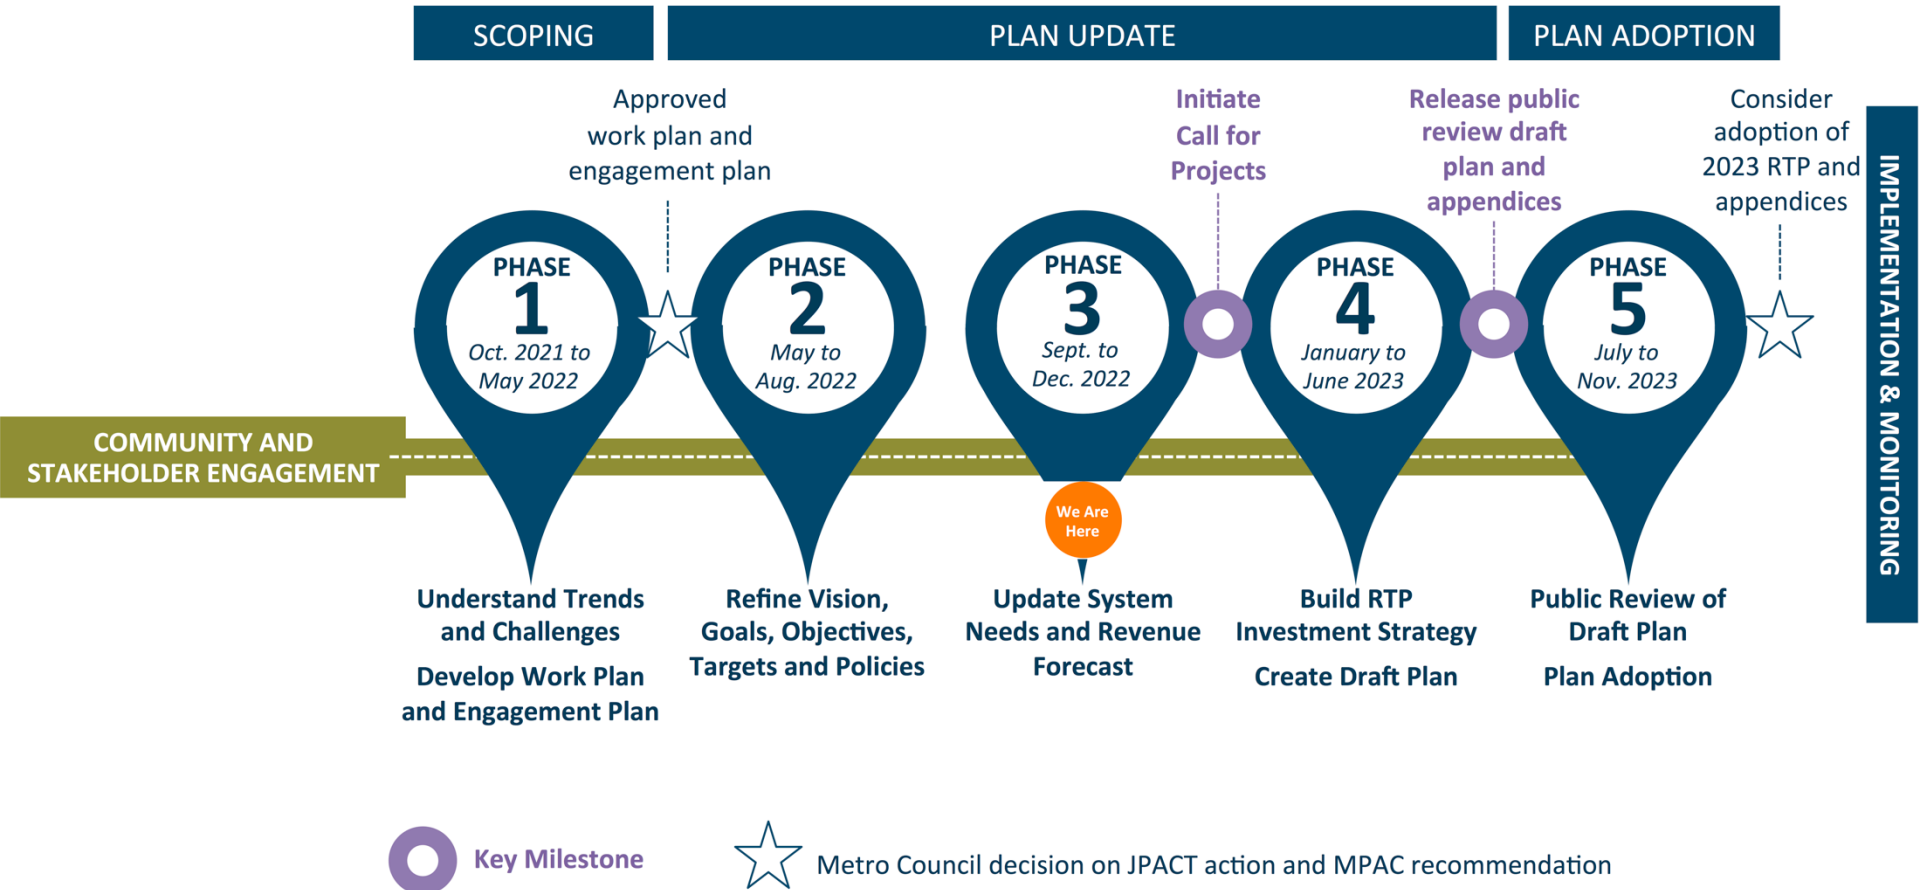 SCOPING
PLAN UPDATE
PLAN ADOPTION
Approved
work plan and
engagement plan
Initiate
Call for
Projects
Release public
review draft
plan and
appendices
Consider
adoption of
2023 RTP and
appendices
PHASE
1
Oct. 2021 to
May 2022
PHASE
2
May to
Aug. 2022
PHASE
3
Sept. to
Dec. 2022
PHASE
4
January to
June 2023
PHASE
5
July to
Nov. 2023
IMPLEMENTATION & MONITORING
COMMUNITY AND
STAKEHOLDER ENGAGEMENT
We Are
Here
Understand Trends
and Challenges
Develop Work Plan
and Engagement Plan
Refine Vision,
Goals, Objectives,
Targets and Policies
Update System
Needs and Revenue
Forecast
Build RTP
Investment Strategy
Create Draft Plan
Public Review of
Draft Plan
Plan Adoption
Key Milestone
Metro Council decision on JPACT action and MPAC recommendation